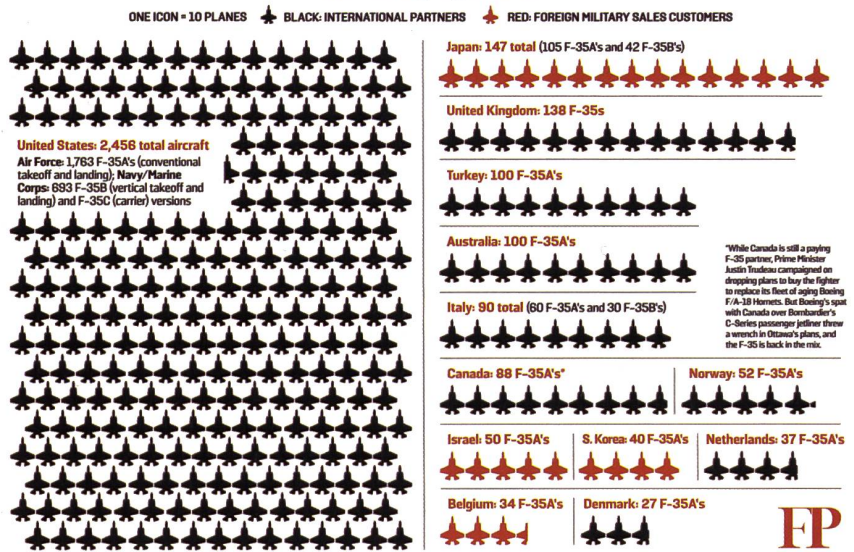 ONE ICON = 10 PLANES BLACK: INTERNATIONAL PARTNERS RED: FOREIGN MILITARY SALES CUSTOMERS
United States: 2,456 total aircraft
Air Force: 1,763 F-35A's (conventional
takeoff and landing); Navy/Marine
Corps: 693 F-35B (vertical takeoff and
landing) and F-35C (carrier) versions
Japan: 147 total (105 F-35A's and 42 F-35B's)
United Kingdom: 138 F-35s
Turkey: 100 F-35A's
Australia: 100 F-35A's
Italy: 90 total (60 F-35A's and 30 F-35B's)
*While Canada is still a paying
F-35 partner, Prime Minister
Justin Trudeau campaigned on
dropping plans to buy the fighter
to replace its fleet of aging Boeing
F/A-18 Hornets. But Boeing's spat
with Canada over Bombardier's
C-Series passenger jetliner threw
a wrench in Ottawa's plans, and
the F-35 is back in the mix.
Canada: 88 F-35A's*
Norway: 52 F-35A's
Israel: 50 F-35A's
S. Korea: 40 F-35A's
Netherlands: 37 F-35A's
Belgium: 34 F-35A's
Denmark: 27 F-35A's
FP